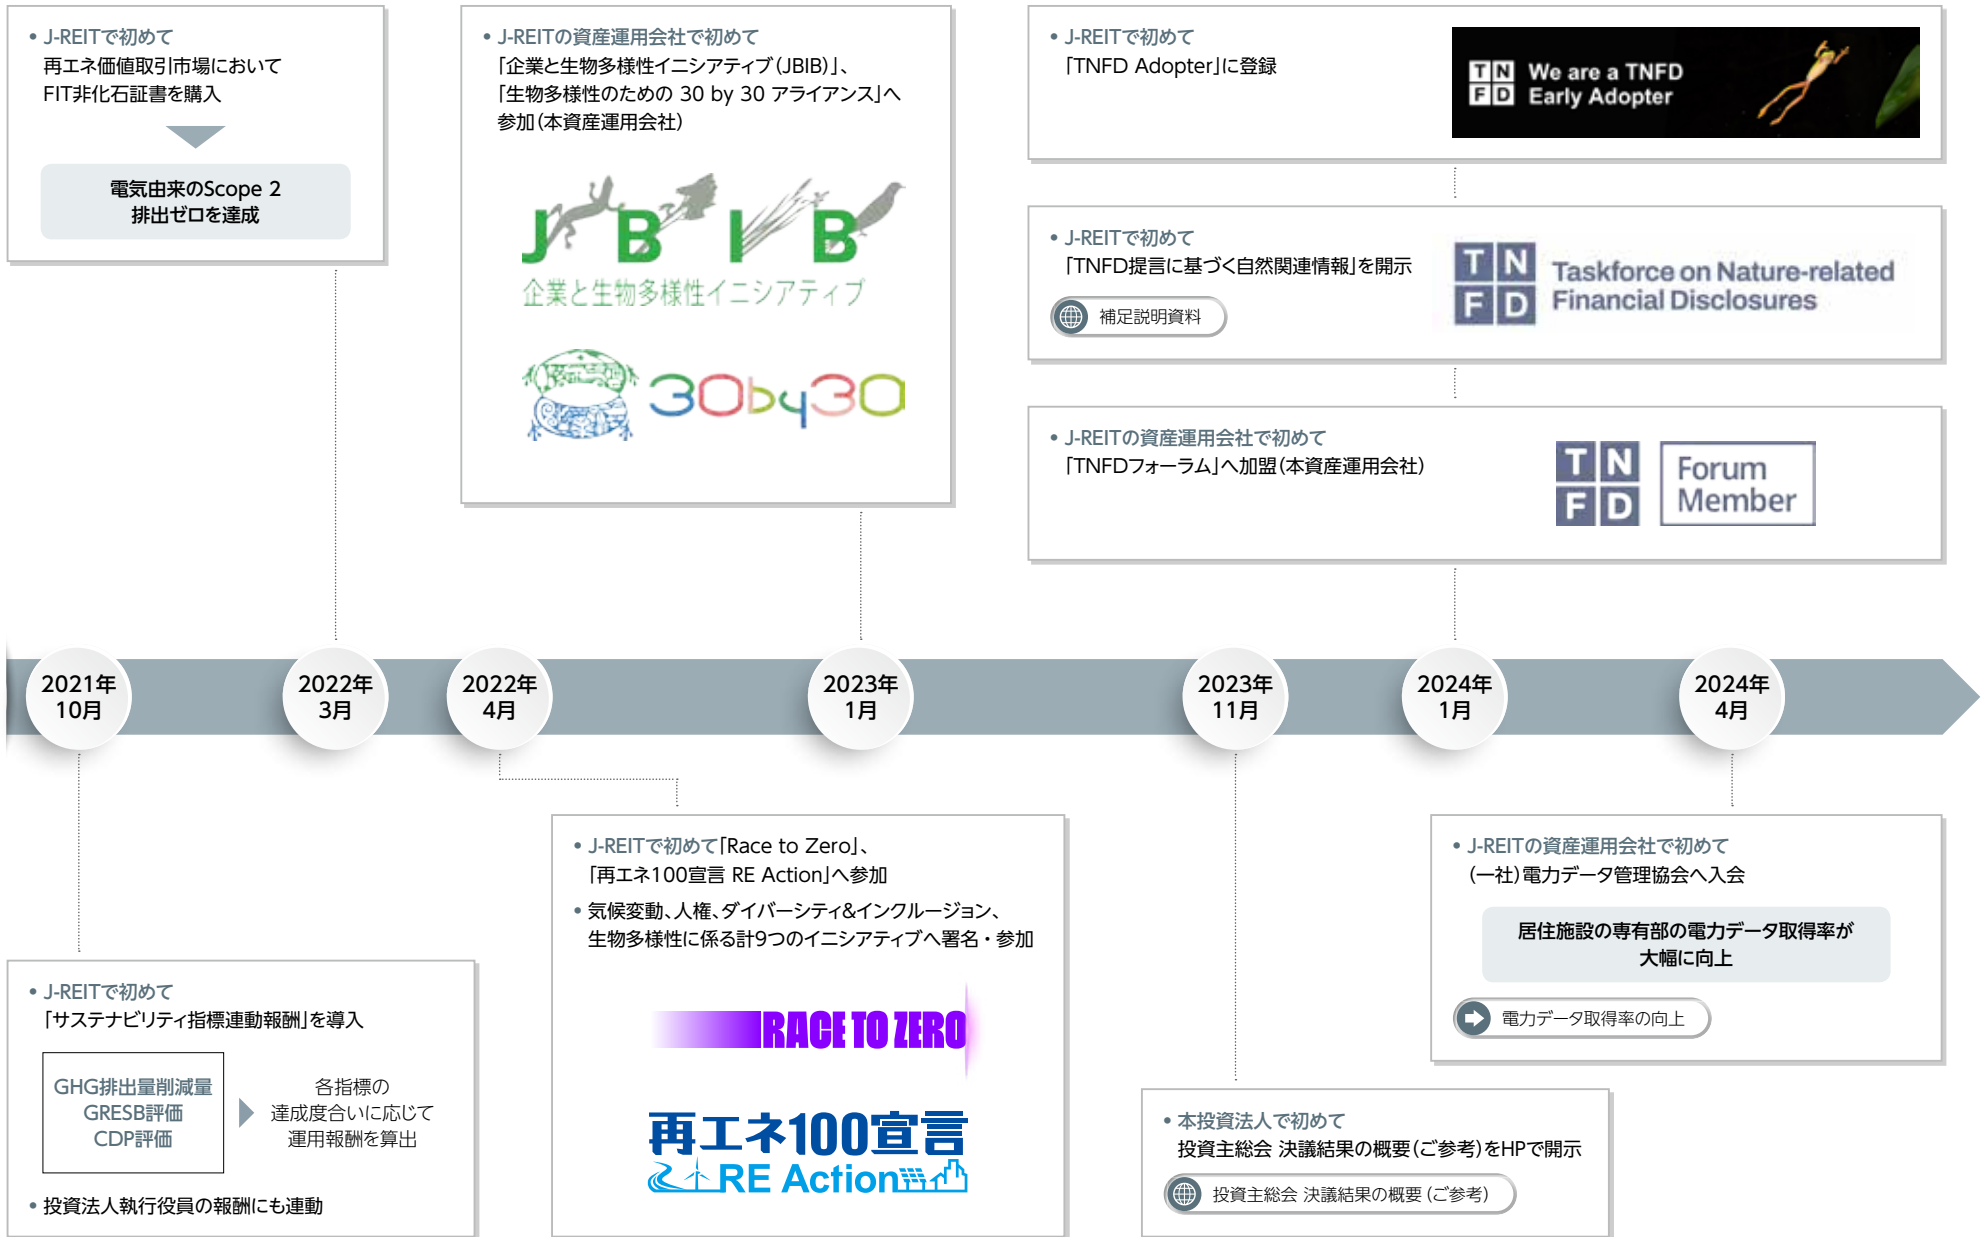 • J-REITで初めて
再エネ価値取引市場において
FIT非化石証書を購入
電気由来のScope 2
排出ゼロを達成
• J-REITの資産運用会社で初めて
「企業と生物多様性イニシアティブ（JBIB）」、
「生物多様性のための 30 by 30 アライアンス」へ
参加（本資産運用会社）
JBIB
企業と生物多様性イニシアティブ
30by30
• J-REITで初めて
「TNFD Adopter」に登録
TN
FD
We are a TNFD
Early Adopter
• J-REITで初めて
「TNFD提言に基づく自然関連情報」を開示
補足説明資料
TN
FD
Taskforce on Nature-related
Financial Disclosures
• J-REITの資産運用会社で初めて
「TNFDフォーラム」へ加盟（本資産運用会社）
TN
FD
Forum
Member
2021年
10月
2022年
3月
2022年
4月
2023年
1月
2023年
11月
2024年
1月
2024年
4月
• J-REITで初めて
「サステナビリティ指標連動報酬」を導入
GHG排出量削減量
GRESB評価
CDP評価
各指標の
達成度合いに応じて
運用報酬を算出
• 投資法人執行役員の報酬にも連動
• J-REITで初めて「Race to Zero」、
「再エネ100宣言 RE Action」へ参加
• 気候変動、人権、ダイバーシティ&インクルージョン、
生物多様性に係る計9つのイニシアティブへ署名・参加
RACE TO ZERO
再エネ100宣言
RE Action
• 本投資法人で初めて
投資主総会 決議結果の概要（ご参考）をHPで開示
投資主総会 決議結果の概要（ご参考）
• J-REITの資産運用会社で初めて
（一社）電力データ管理協会へ入会
居住施設の専有部の電力データ取得率が
大幅に向上
電力データ取得率の向上